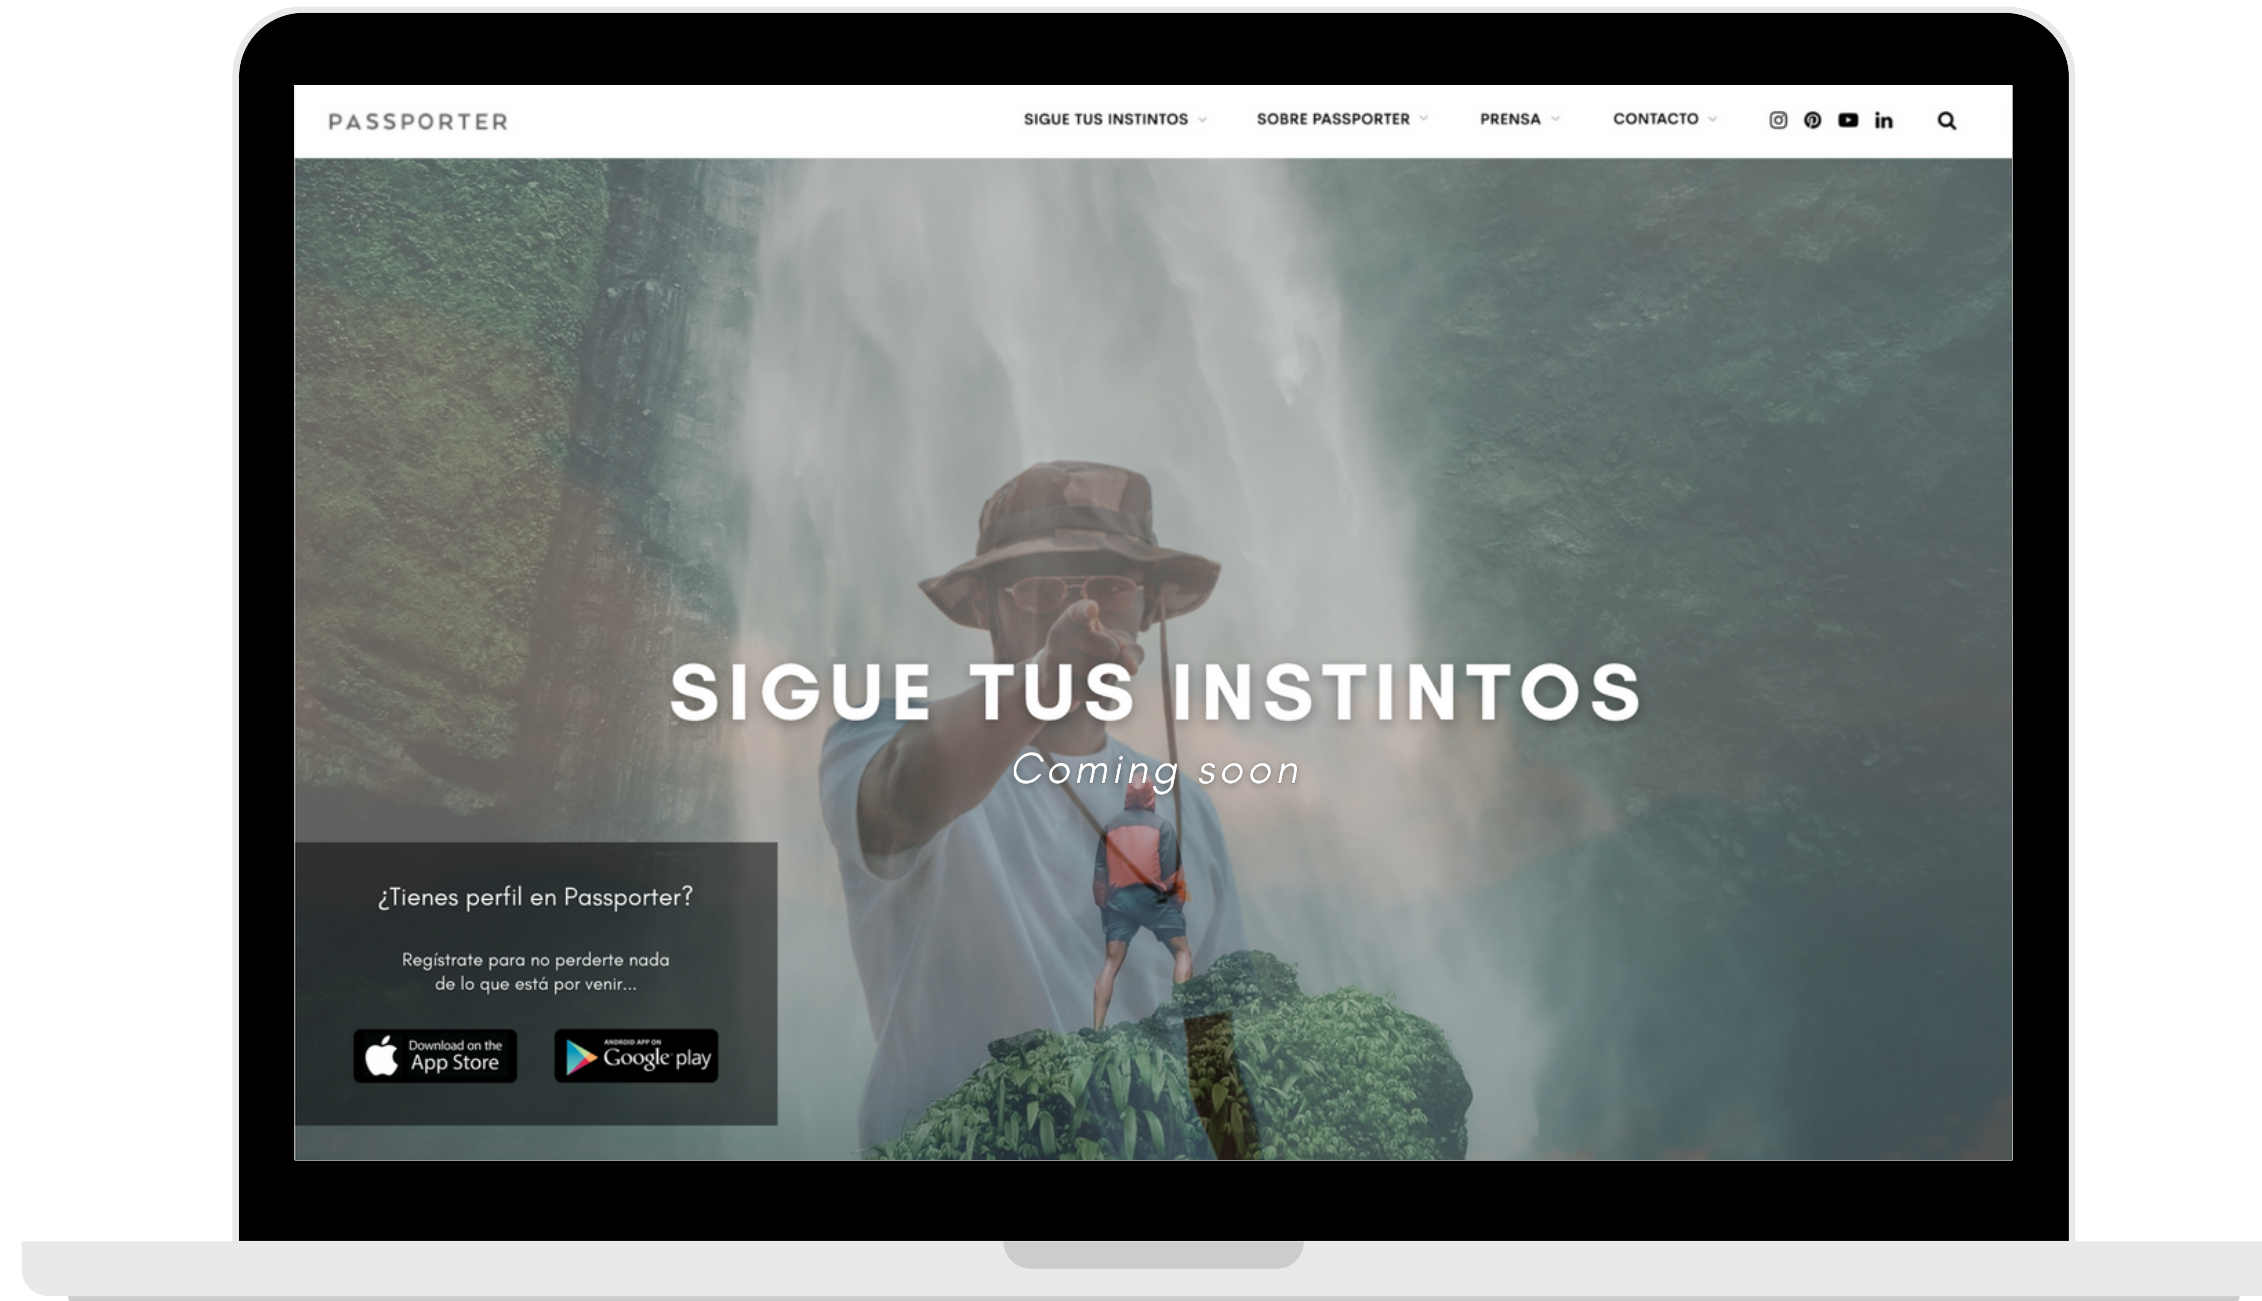 PASSPORTER
SIGUE TUS INSTINTOS
SOBRE PASSPORTER
PRENSA
CONTACTO
in
SIGUE TUS INSTINTOS
Coming soon
¿Tienes perfil en Passporter?
Regístrate para no perderte nada
de lo que está por venir...
Download on the
App Store
ANDROID APP ON
Google play